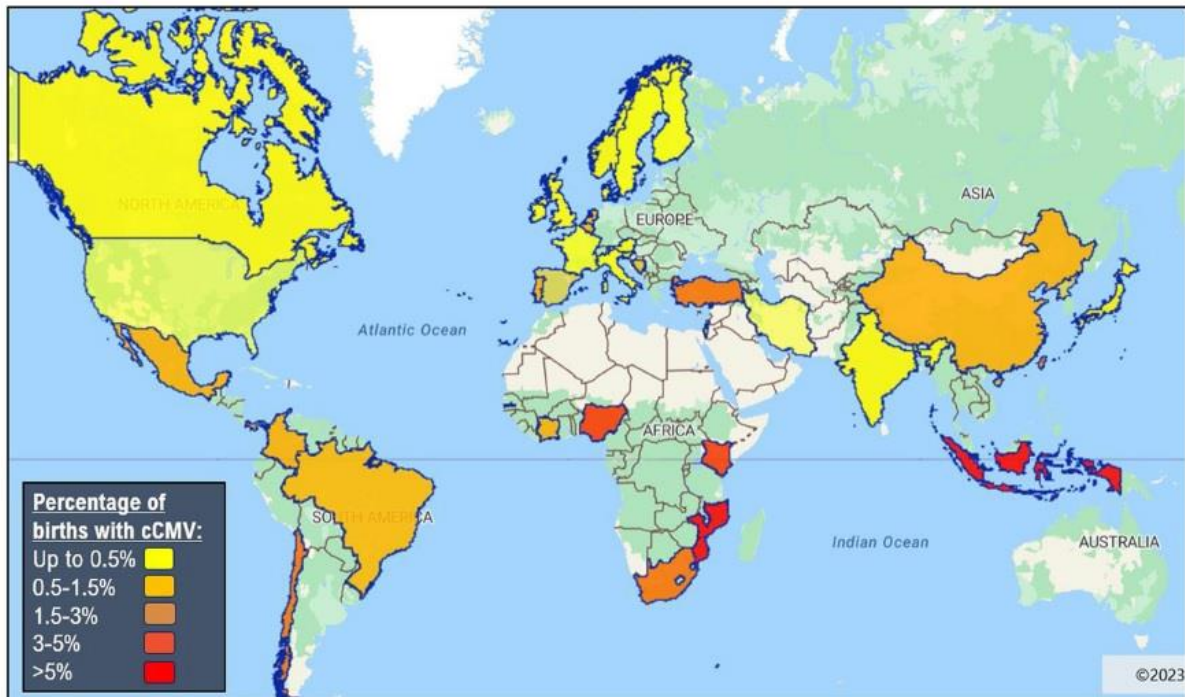 NORTH AMERICA
ASIA
EUROPE
Atlantic Ocean
AFRICA
SOUTH AMERICA
Indian Ocean
AUSTRALIA
Percentage of
births with cCMV:
Up to 0.5%
0.5-1.5%
1.5-3%
3-5%
>5%
©2023